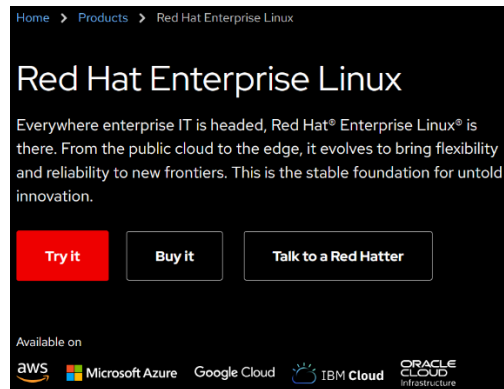 Home > Products > Red Hat Enterprise Linux
Red Hat Enterprise Linux
Everywhere enterprise IT is headed, Red Hat® Enterprise Linux® is
there. From the public cloud to the edge, it evolves to bring flexibility
and reliability to new frontiers. This is the stable foundation for untold
innovation.
Try it Buy it Talk to a Red Hatter
Available on
aws Microsoft Azure Google Cloud IBM Cloud ORACLE CLOUD Infrastructure